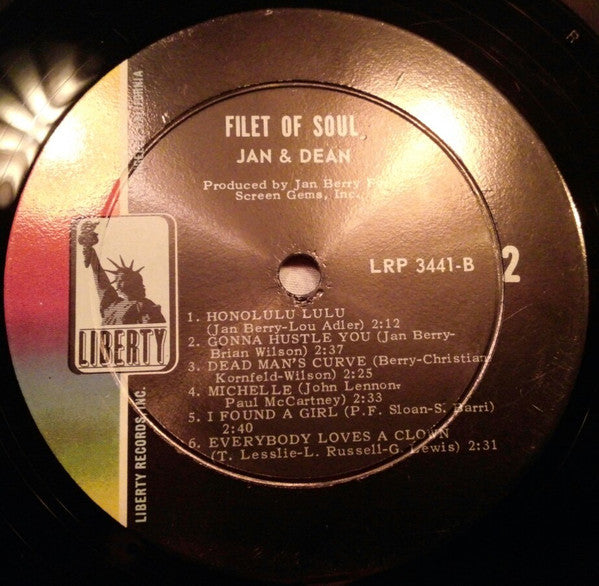 FILET OF SOUL
JAN & DEAN
Produced by Jan Berry For
Screen Gems, Inc.
LRP 3441-B
2
1. HONOLULU LULU
(Jan Berry-Lou Adler) 2:12
2. GONNA HUSTLE YOU (Jan Berry-
Brian Wilson) 2:37
3. DEAD MAN'S CURVE (Berry-Christian
Kornfeld-Wilson) 2:25
4. MICHELLE (John Lennon-
Paul McCartney) 2:33
5. I FOUND A GIRL (P.F. Sloan-S. Barri)
2:40
6. EVERYBODY LOVES A CLOWN
(T. Lesslie-L. Russell-G. Lewis) 2:31
LIBERTY
LIBERTY RECORDS, INC.
CALIFORNIA
R